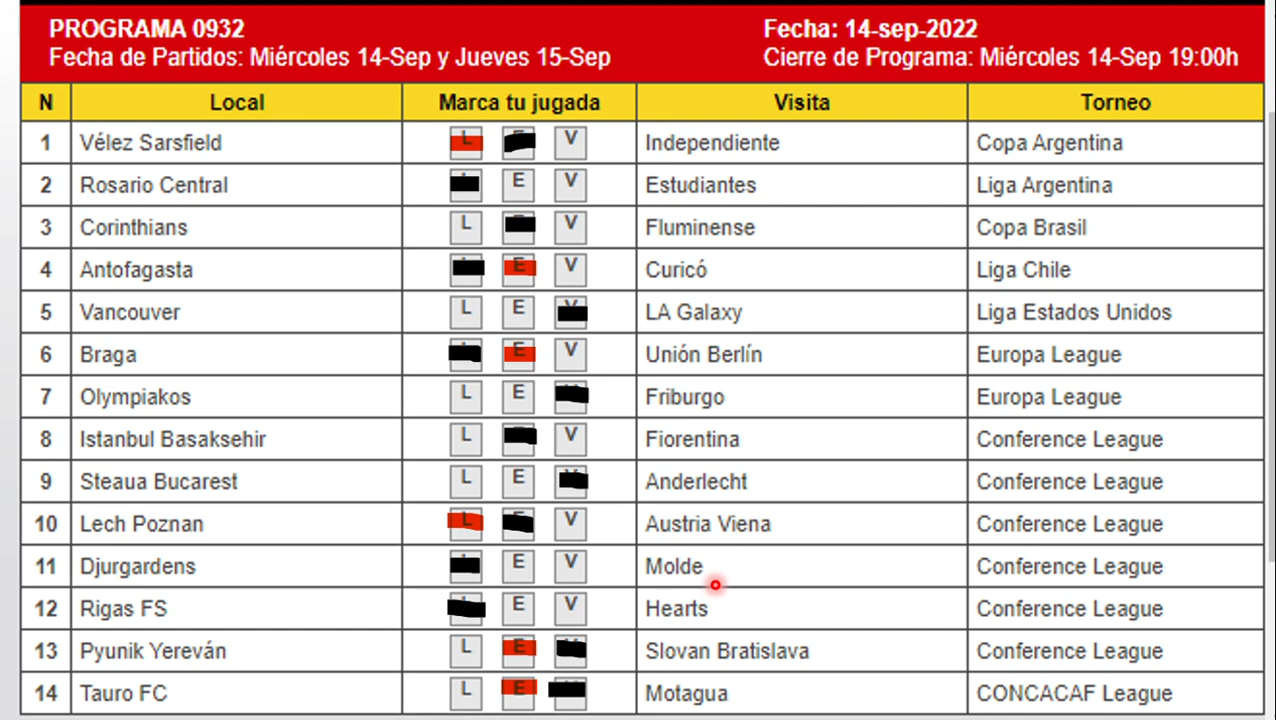 PROGRAMA 0932 Fecha: 14-sep-2022
Fecha de Partidos: Miércoles 14-Sep y Jueves 15-Sep Cierre de Programa: Miércoles 14-Sep 19:00h
N Local Marca tu jugada Visita Torneo
1 Vélez Sarsfield L V Independiente Copa Argentina
2 Rosario Central E V Estudiantes Liga Argentina
3 Corinthians L V Fluminense Copa Brasil
4 Antofagasta E V Curicó Liga Chile
5 Vancouver L E LA Galaxy Liga Estados Unidos
6 Braga E V Unión Berlín Europa League
7 Olympiakos L E Friburgo Europa League
8 Istanbul Basaksehir L V Fiorentina Conference League
9 Steaua Bucarest L E Anderlecht Conference League
10 Lech Poznan L V Austria Viena Conference League
11 Djurgardens E V Molde Conference League
12 Rigas FS E V Hearts Conference League
13 Pyunik Yereván L E Slovan Bratislava Conference League
14 Tauro FC L E Motagua CONCACAF League